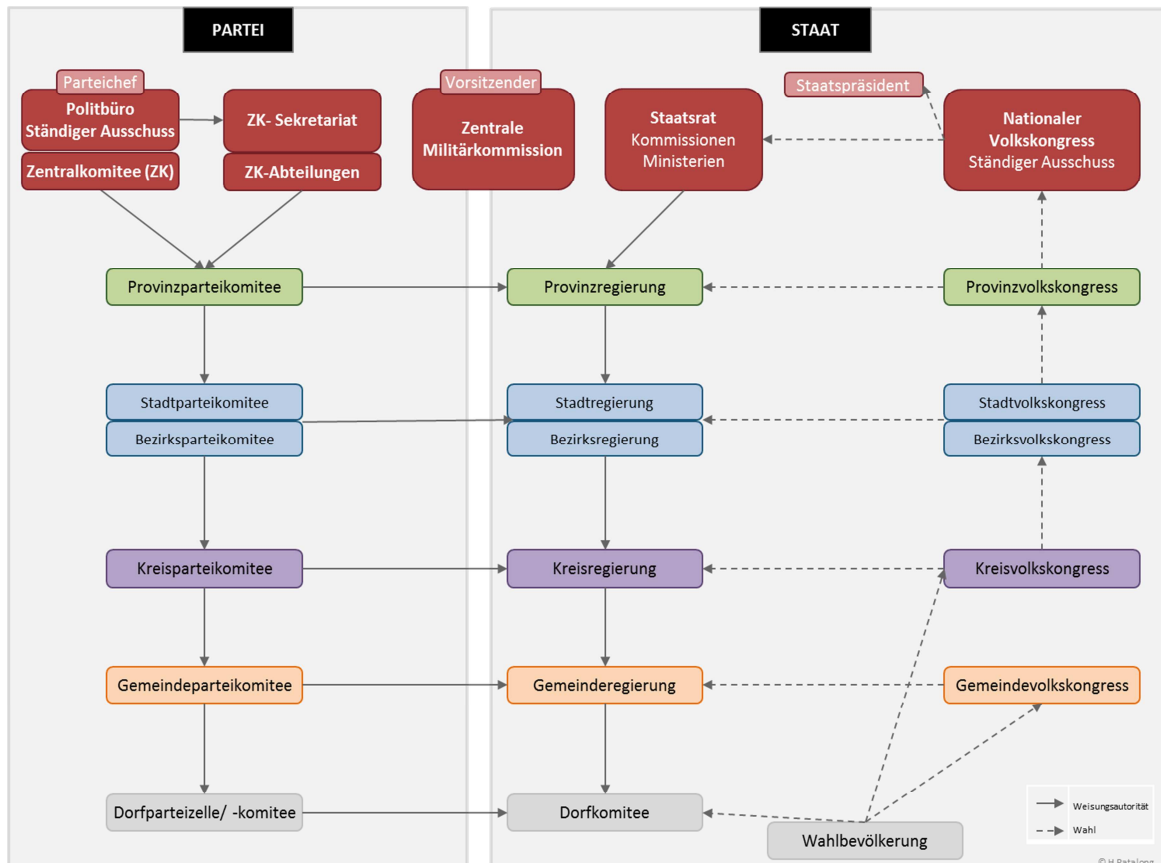 PARTEI
STAAT
Parteichef
Politbüro
Ständiger Ausschuss
Zentralkomitee (ZK)
ZK- Sekretariat
ZK-Abteilungen
Vorsitzender
Zentrale
Militärkommission
Staatsrat
Kommissionen
Ministerien
Staatspräsident
Nationaler
Volkskongress
Ständiger Ausschuss
Provinzparteikomitee
Provinzregierung
Provinzvolkskongress
Stadtparteikomitee
Bezirksparteikomitee
Stadtregierung
Bezirksregierung
Stadtvolkskongress
Bezirksvolkskongress
Kreisparteikomitee
Kreisregierung
Kreisvolkskongress
Gemeindeparteikomitee
Gemeinderegierung
Gemeindevolkskongress
Dorfparteizelle/ -komitee
Dorfkomitee
Wahlbevölkerung
Weisungsautorität
Wahl
© H.Patalong